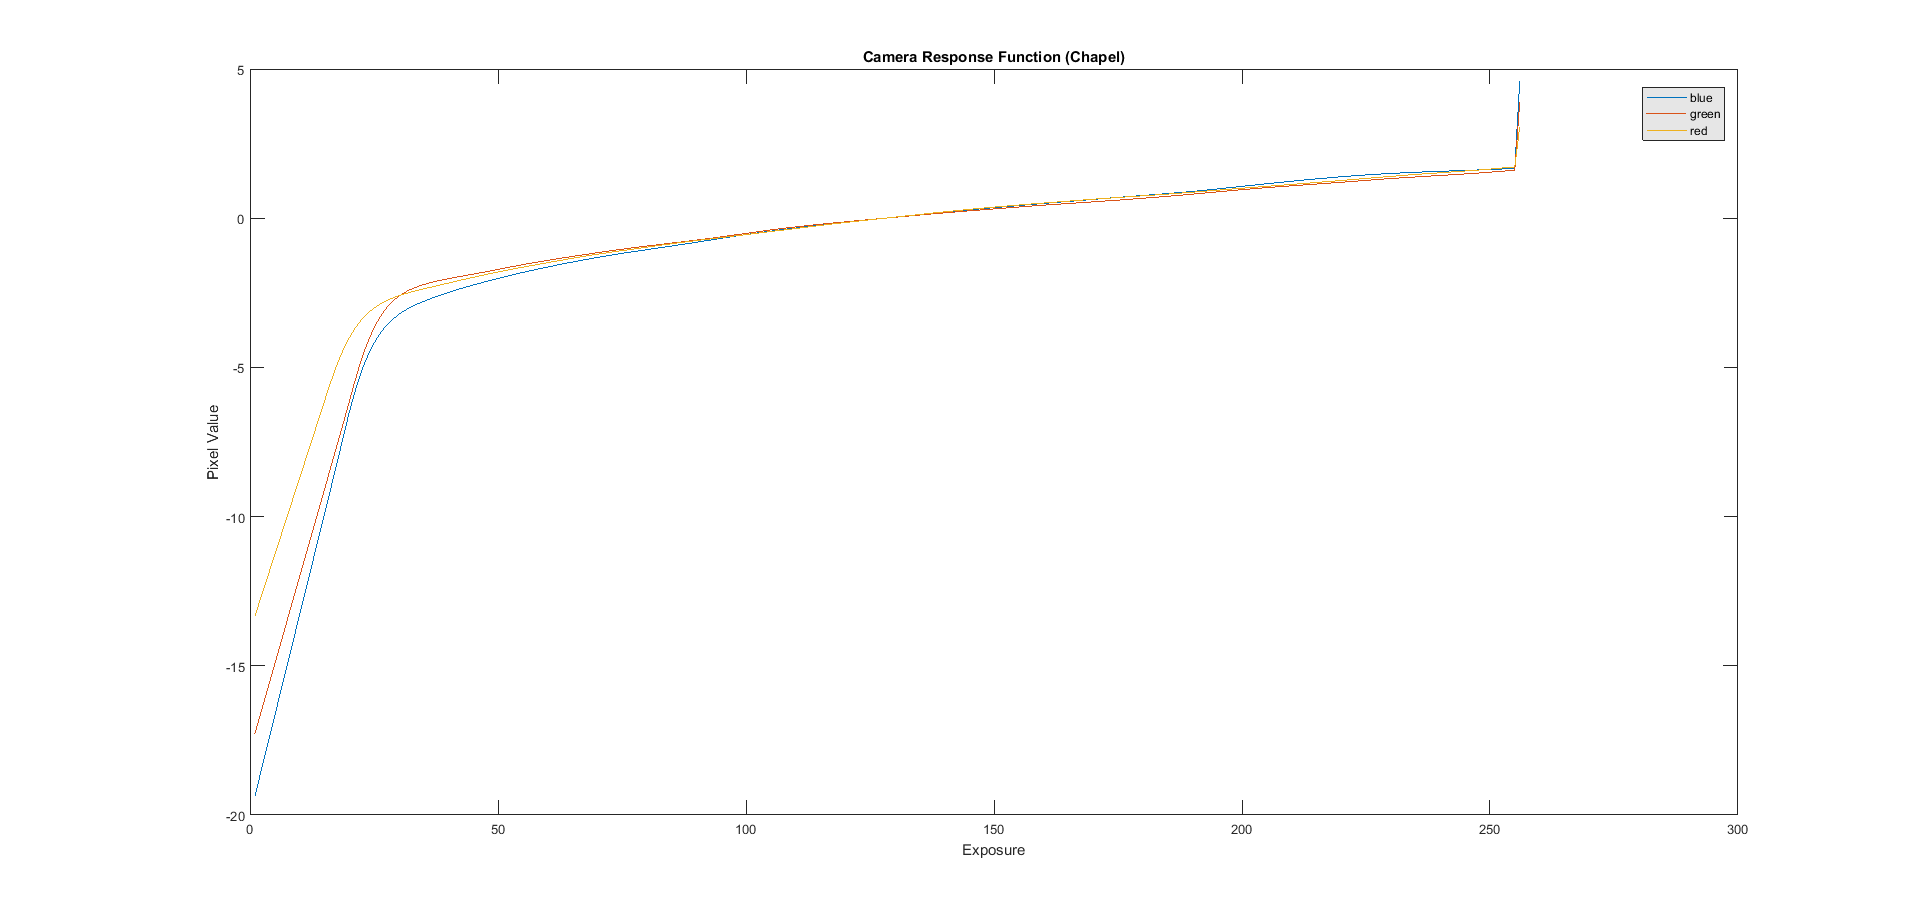 Camera Response Function (Chapel)
5
0
-5
-10
-15
-20
Pixel Value
0 50 100 150 200 250 300
Exposure
blue
green
red